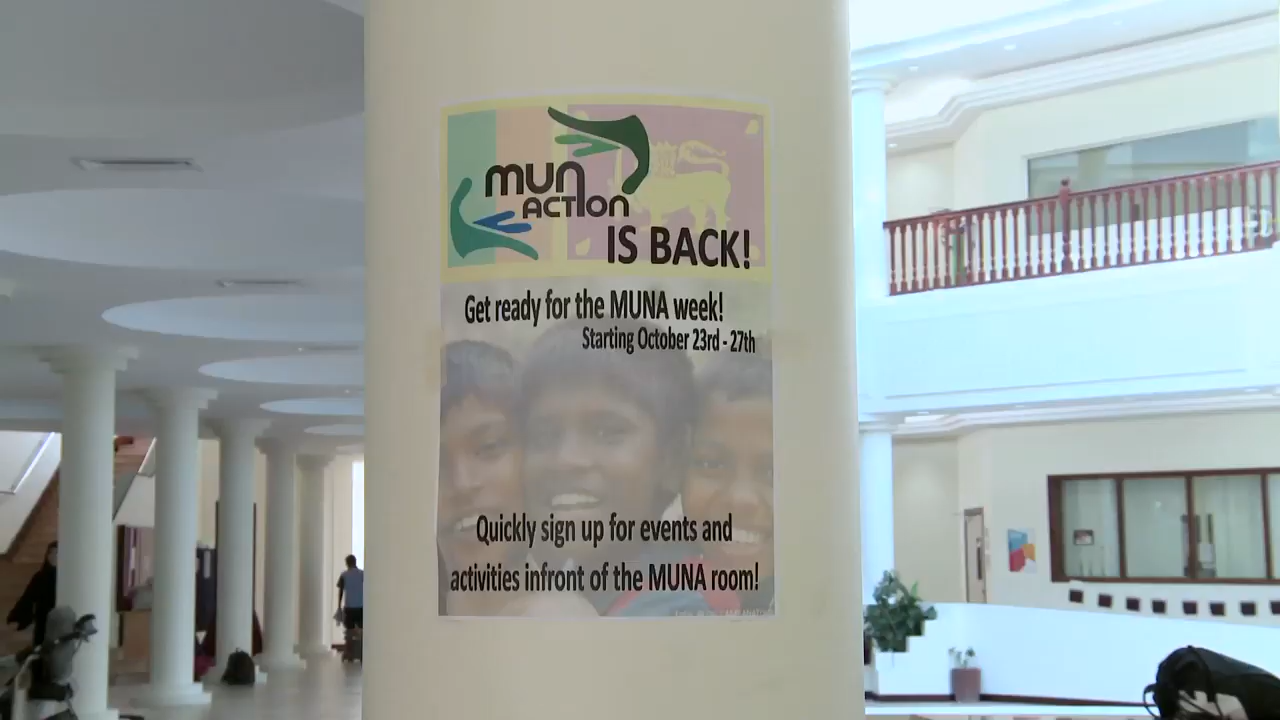 mun
ACTION
IS BACK!
Get ready for the MUNA week!
Starting October 23rd - 27th
Quickly sign up for events and
activities infront of the MUNA room!